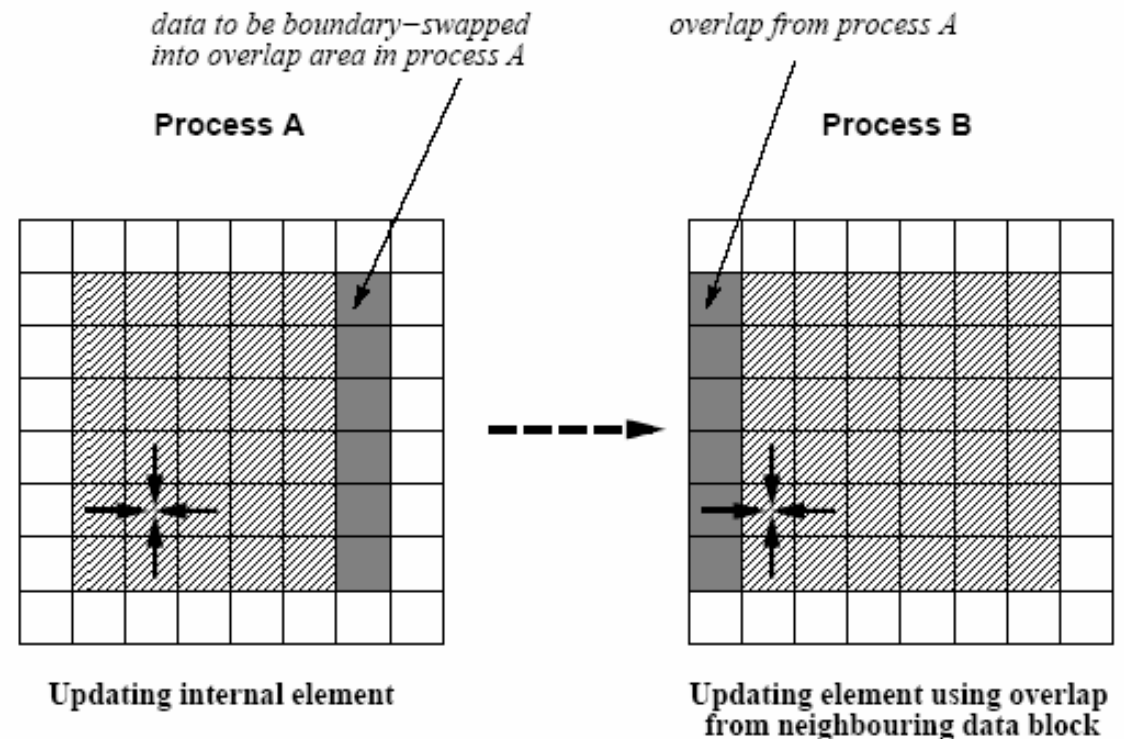 data to be boundary−swapped
into overlap area in process A
overlap from process A
Process A
Process B
Updating internal element
Updating element using overlap
from neighbouring data block